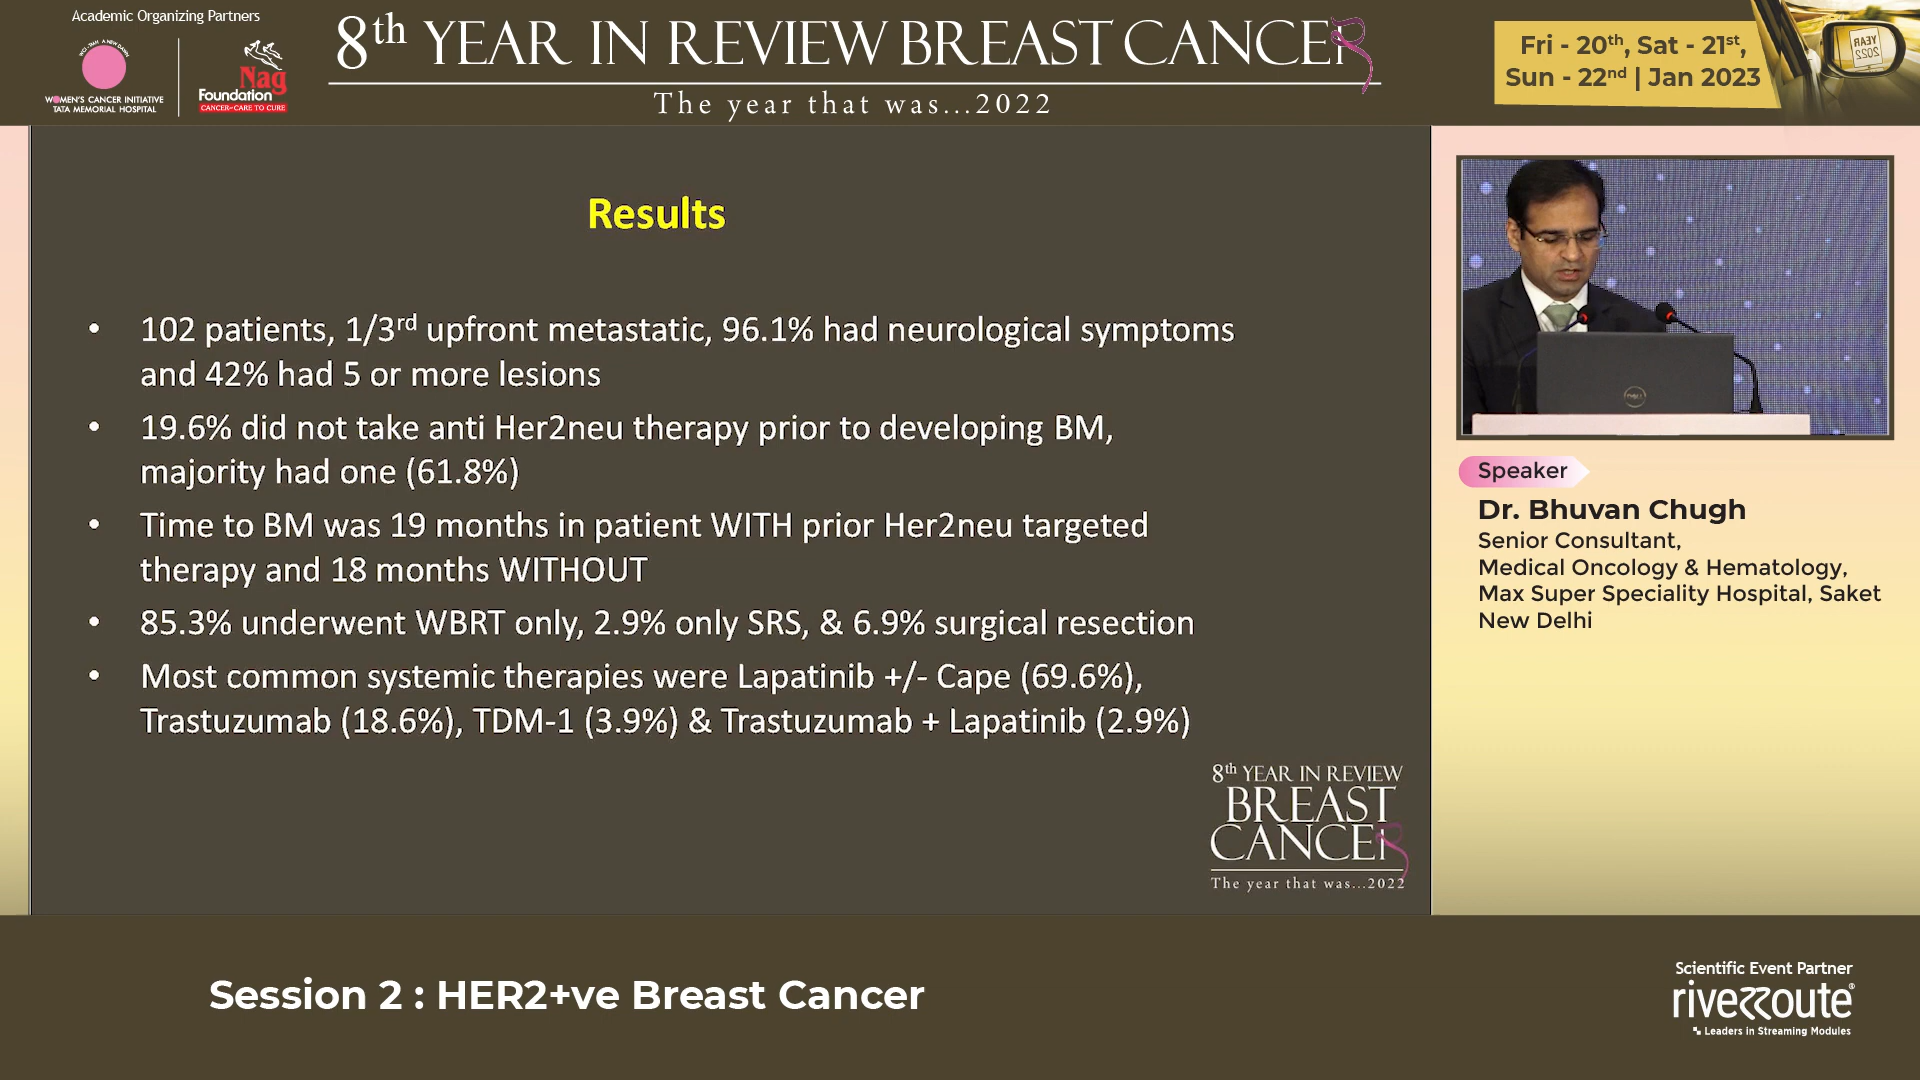 Academic Organizing Partners
WOMEN'S CANCER INITIATIVE
TATA MEMORIAL HOSPITAL
Nag
Foundation
CANCER-CARE TO CURE
8th YEAR IN REVIEW BREAST CANCER
The year that was...2022
Fri - 20th, Sat - 21st,
Sun - 22nd | Jan 2023
YEAR
2022
Results
• 102 patients, 1/3rd upfront metastatic, 96.1% had neurological symptoms
and 42% had 5 or more lesions
• 19.6% did not take anti Her2neu therapy prior to developing BM,
majority had one (61.8%)
• Time to BM was 19 months in patient WITH prior Her2neu targeted
therapy and 18 months WITHOUT
• 85.3% underwent WBRT only, 2.9% only SRS, & 6.9% surgical resection
• Most common systemic therapies were Lapatinib +/- Cape (69.6%),
Trastuzumab (18.6%), TDM-1 (3.9%) & Trastuzumab + Lapatinib (2.9%)
8th YEAR IN REVIEW
BREAST
CANCER
The year that was...2022
DELL
Speaker
Dr. Bhuvan Chugh
Senior Consultant,
Medical Oncology & Hematology,
Max Super Speciality Hospital, Saket
New Delhi
Session 2 : HER2+ve Breast Cancer
Scientific Event Partner
riveRRoute®
Leaders in Streaming Modules